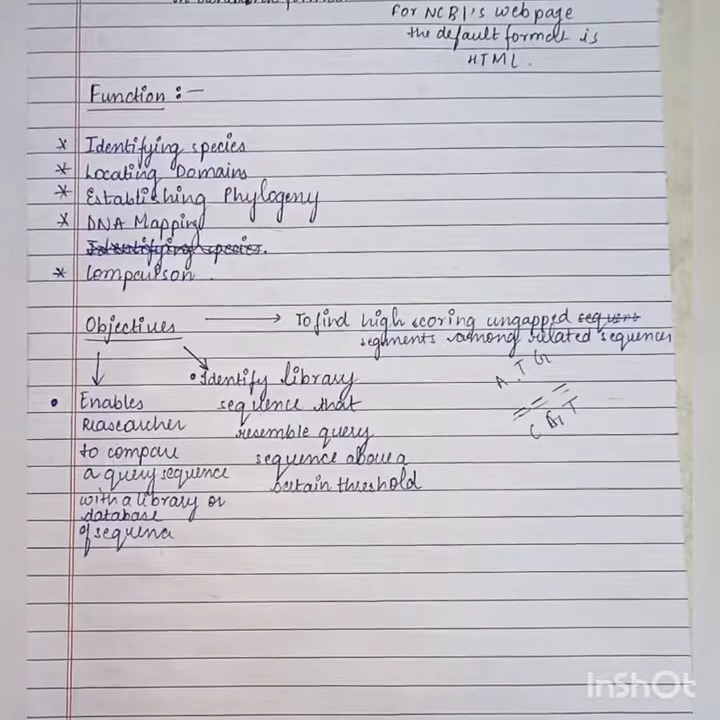 For NCBI's webpage
the default format is
HTML.
Function :-
* Identifying species
* Locating Domains
* Establishing Phylogeny
* DNA Mapping
Identifying species.
* Comparison.
Objectives → To find high scoring ungapped sequens
segments among related sequences
• Identify library
sequence that
resemble query
sequence above a
certain threshold
• Enables
researcher
to compare
a query sequence
with a library or
database
of sequence
A T G
C G T
InShOt